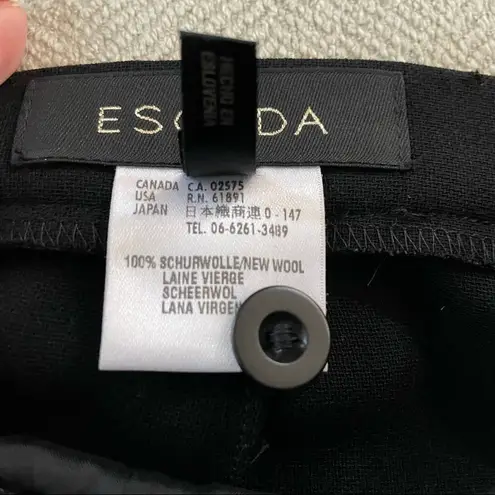 ESCADA
CANADA C.A. 02575
USA R.N. 61891
JAPAN 日本織商連 0 - 147
TEL. 06-6261-3489
100% SCHURWOLLE/NEW WOOL
LAINE VIERGE
SCHEERWOL
LANA VIRGEN